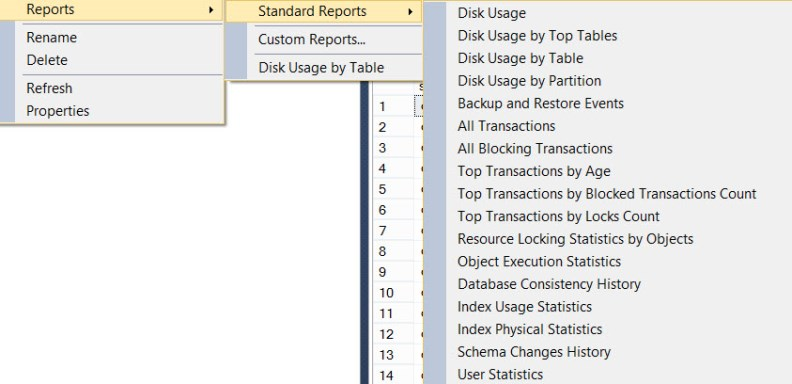 Reports
Rename
Delete
Refresh
Properties
Standard Reports
Custom Reports...
Disk Usage by Table
1
2
3
4
5
6
7
8
9
10
11
12
13
14
Disk Usage
Disk Usage by Top Tables
Disk Usage by Table
Disk Usage by Partition
Backup and Restore Events
All Transactions
All Blocking Transactions
Top Transactions by Age
Top Transactions by Blocked Transactions Count
Top Transactions by Locks Count
Resource Locking Statistics by Objects
Object Execution Statistics
Database Consistency History
Index Usage Statistics
Index Physical Statistics
Schema Changes History
User Statistics